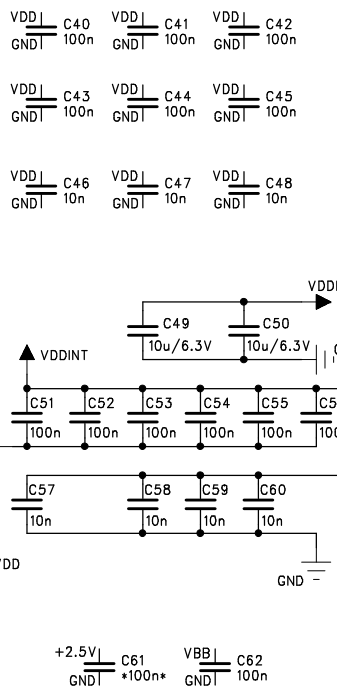 VDD C40 VDD C41 VDD C42
GND 100n GND 100n GND 100n
VDD C43 VDD C44 VDD C45
GND 100n GND 100n GND 100n
VDD C46 VDD C47 VDD C48
GND 10n GND 10n GND 10n
VDD
C49 C50
10u/6.3V 10u/6.3V
VDDINT
C51 C52 C53 C54 C55 C5
100n 100n 100n 100n 100n 100
C57 C58 C59 C60
10n 10n 10n 10n
VDD
GND
+2.5V C61 VBB C62
GND *100n* GND 100n